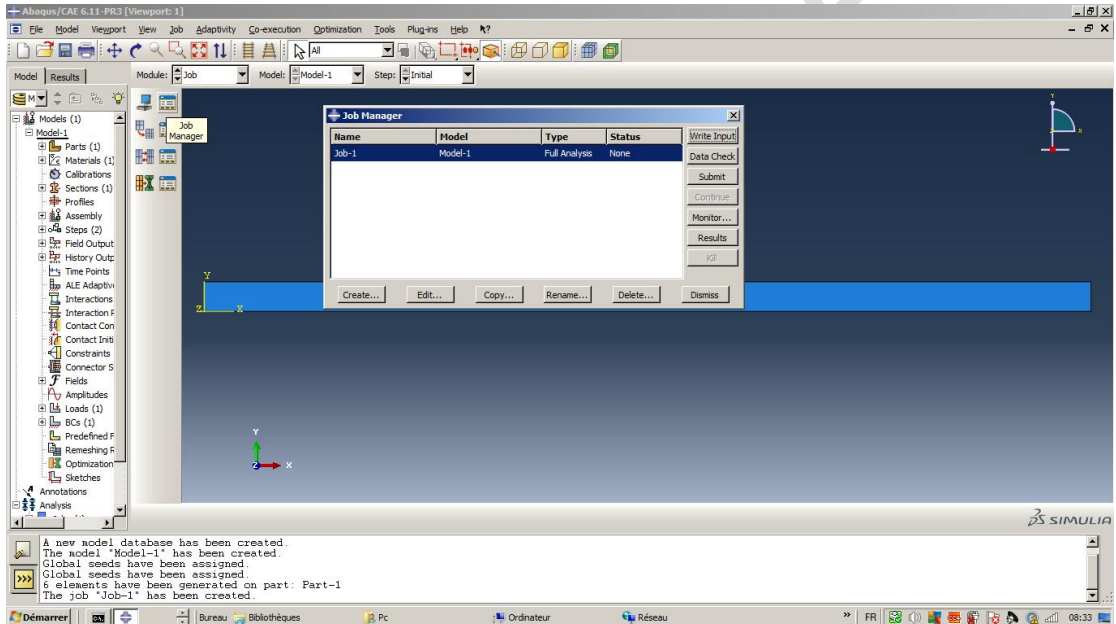 Abaqus/CAE 6.11-PR3 [Viewport: 1]
File Model Viewport View Job Adaptivity Co-execution Optimization Tools Plug-ins Help
All
Model Results Module: Job Model: Model-1 Step: Initial
Models (1)
Model-1
Parts (1)
Materials (1)
Calibrations
Sections (1)
Profiles
Assembly
Steps (2)
Field Output
History Outp
Time Points
ALE Adaptiv
Interactions
Interaction P
Contact Con
Contact Initi
Constraints
Connector S
Fields
Amplitudes
Loads (1)
BCs (1)
Predefined F
Remeshing R
Optimization
Sketches
Annotations
Analysis
Job
Manager
Job Manager
Name Model Type Status
Job-1 Model-1 Full Analysis None
Write Input
Data Check
Submit
Continue
Monitor...
Results
Kill
Create... Edit... Copy... Rename... Delete... Dismiss
Y
Z X
Y
Z X
Y
X
SIMULIA
A new model database has been created.
The model "Model-1" has been created.
Global seeds have been assigned.
Global seeds have been assigned.
6 elements have been generated on part: Part-1
The job "Job-1" has been created.
Démarrer Bureau Bibliothèques Pc Ordinateur Réseau » FR 08:33